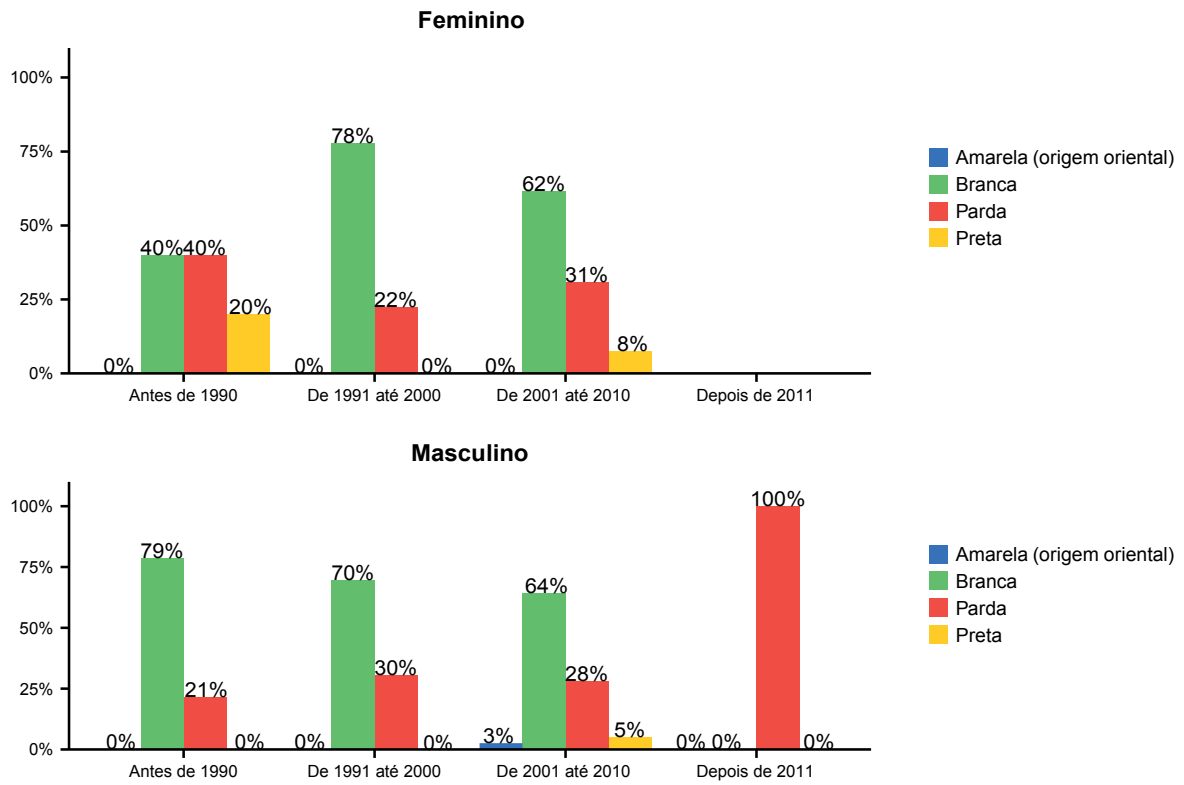 Feminino
100%
75%
50%
25%
0%
0%
40%
40%
20%
0%
78%
22%
0%
0%
62%
31%
8%
Antes de 1990
De 1991 até 2000
De 2001 até 2010
Depois de 2011
Amarela (origem oriental)
Branca
Parda
Preta
Masculino
100%
75%
50%
25%
0%
0%
79%
21%
0%
0%
70%
30%
0%
3%
64%
28%
5%
0%
0%
100%
0%
Antes de 1990
De 1991 até 2000
De 2001 até 2010
Depois de 2011
Amarela (origem oriental)
Branca
Parda
Preta